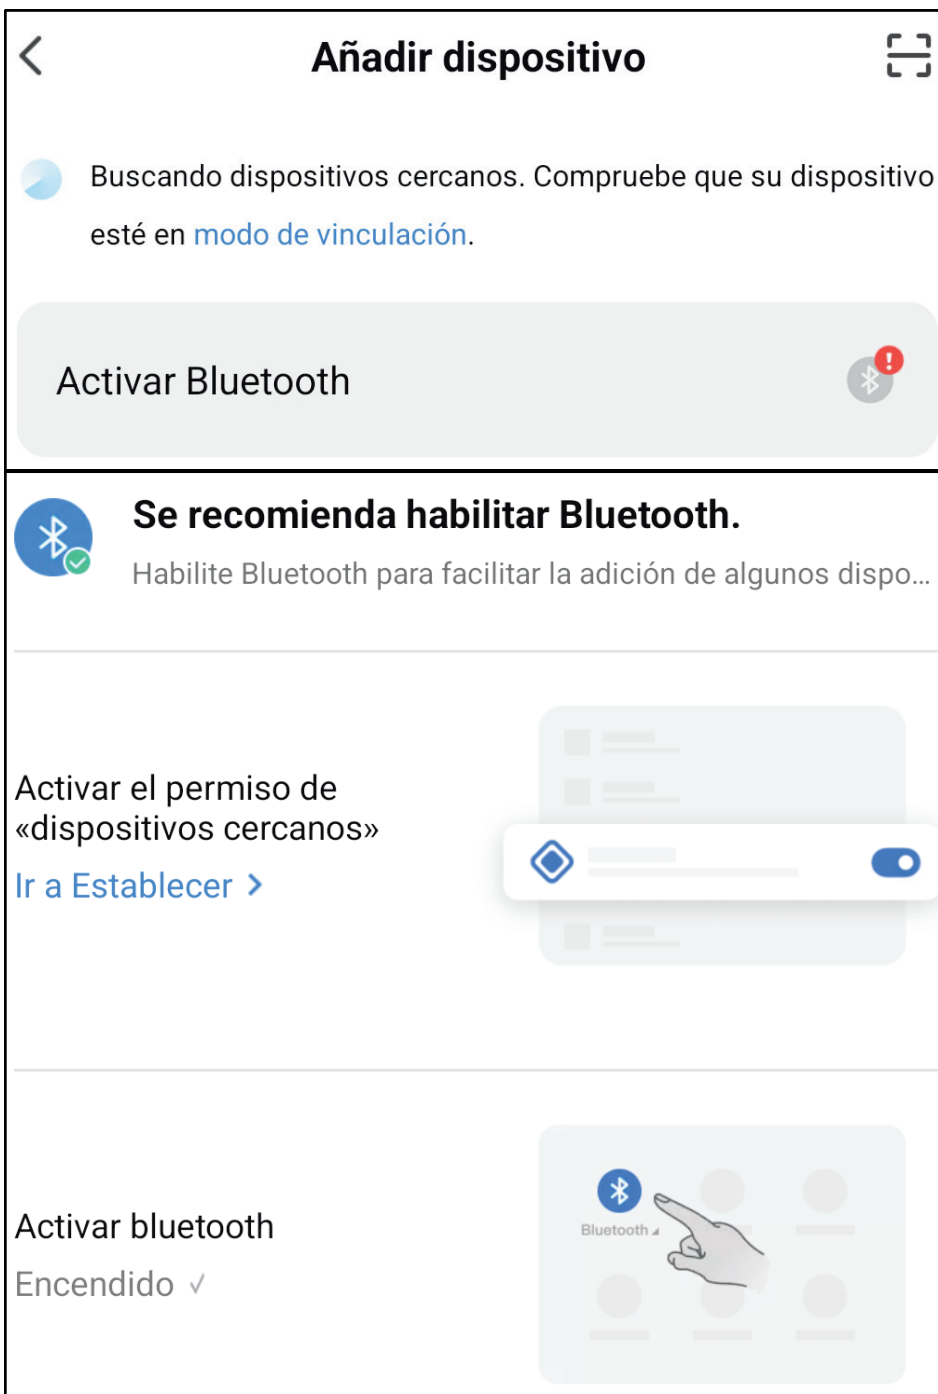 Añadir dispositivo
Buscando dispositivos cercanos. Compruebe que su dispositivo
esté en modo de vinculación.
Activar Bluetooth
Se recomienda habilitar Bluetooth.
Habilite Bluetooth para facilitar la adición de algunos dispo...
Activar el permiso de
«dispositivos cercanos»
Ir a Establecer >
Bluetooth
Activar bluetooth
Encendido √